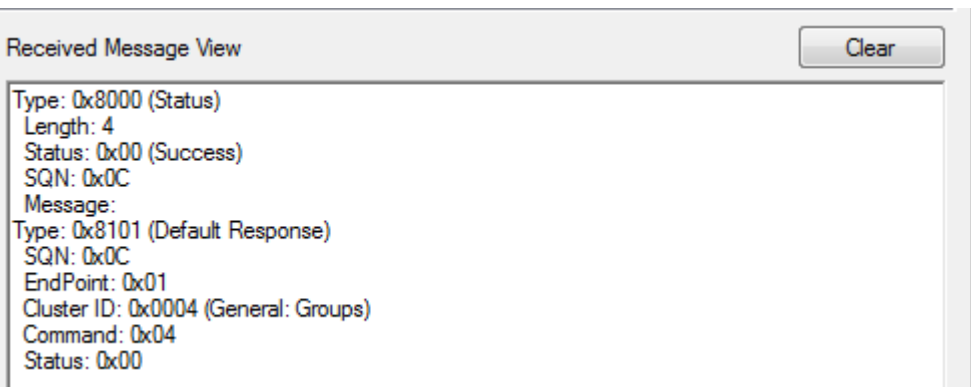 Received Message View
Clear
Type: 0x8000 (Status)
Length: 4
Status: 0x00 (Success)
SQN: 0x0C
Message:
Type: 0x8101 (Default Response)
SQN: 0x0C
EndPoint: 0x01
Cluster ID: 0x0004 (General: Groups)
Command: 0x04
Status: 0x00